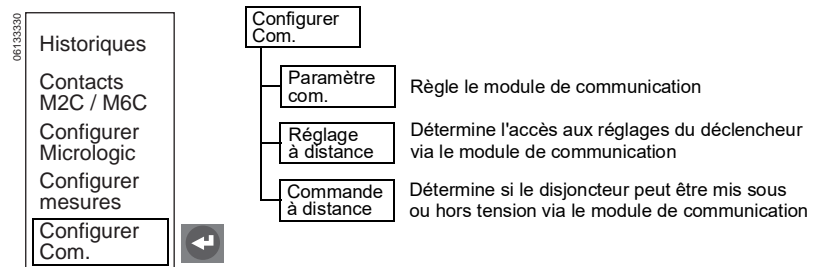 06133330
Historiques
Contacts
M2C / M6C
Configurer
Micrologic
Configurer
mesures
Configurer
Com.
Configurer
Com.
Paramètre
com.
Règle le module de communication
Réglage
à distance
Détermine l'accès aux réglages du déclencheur
via le module de communication
Commande
à distance
Détermine si le disjoncteur peut être mis sous
ou hors tension via le module de communication